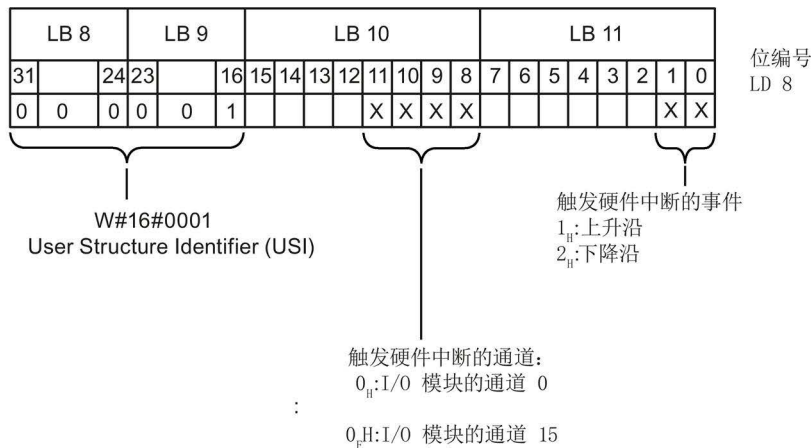 LB 8 LB 9 LB 10 LB 11
31 24 23 16 15 14 13 12 11 10 9 8 7 6 5 4 3 2 1 0
0 0 0 0 0 1 X X X X X X
位编号
LD 8
W#16#0001
User Structure Identifier (USI)
触发硬件中断的事件
1H:上升沿
2H:下降沿
触发硬件中断的通道:
0H:I/O 模块的通道 0
:
0FH:I/O 模块的通道 15